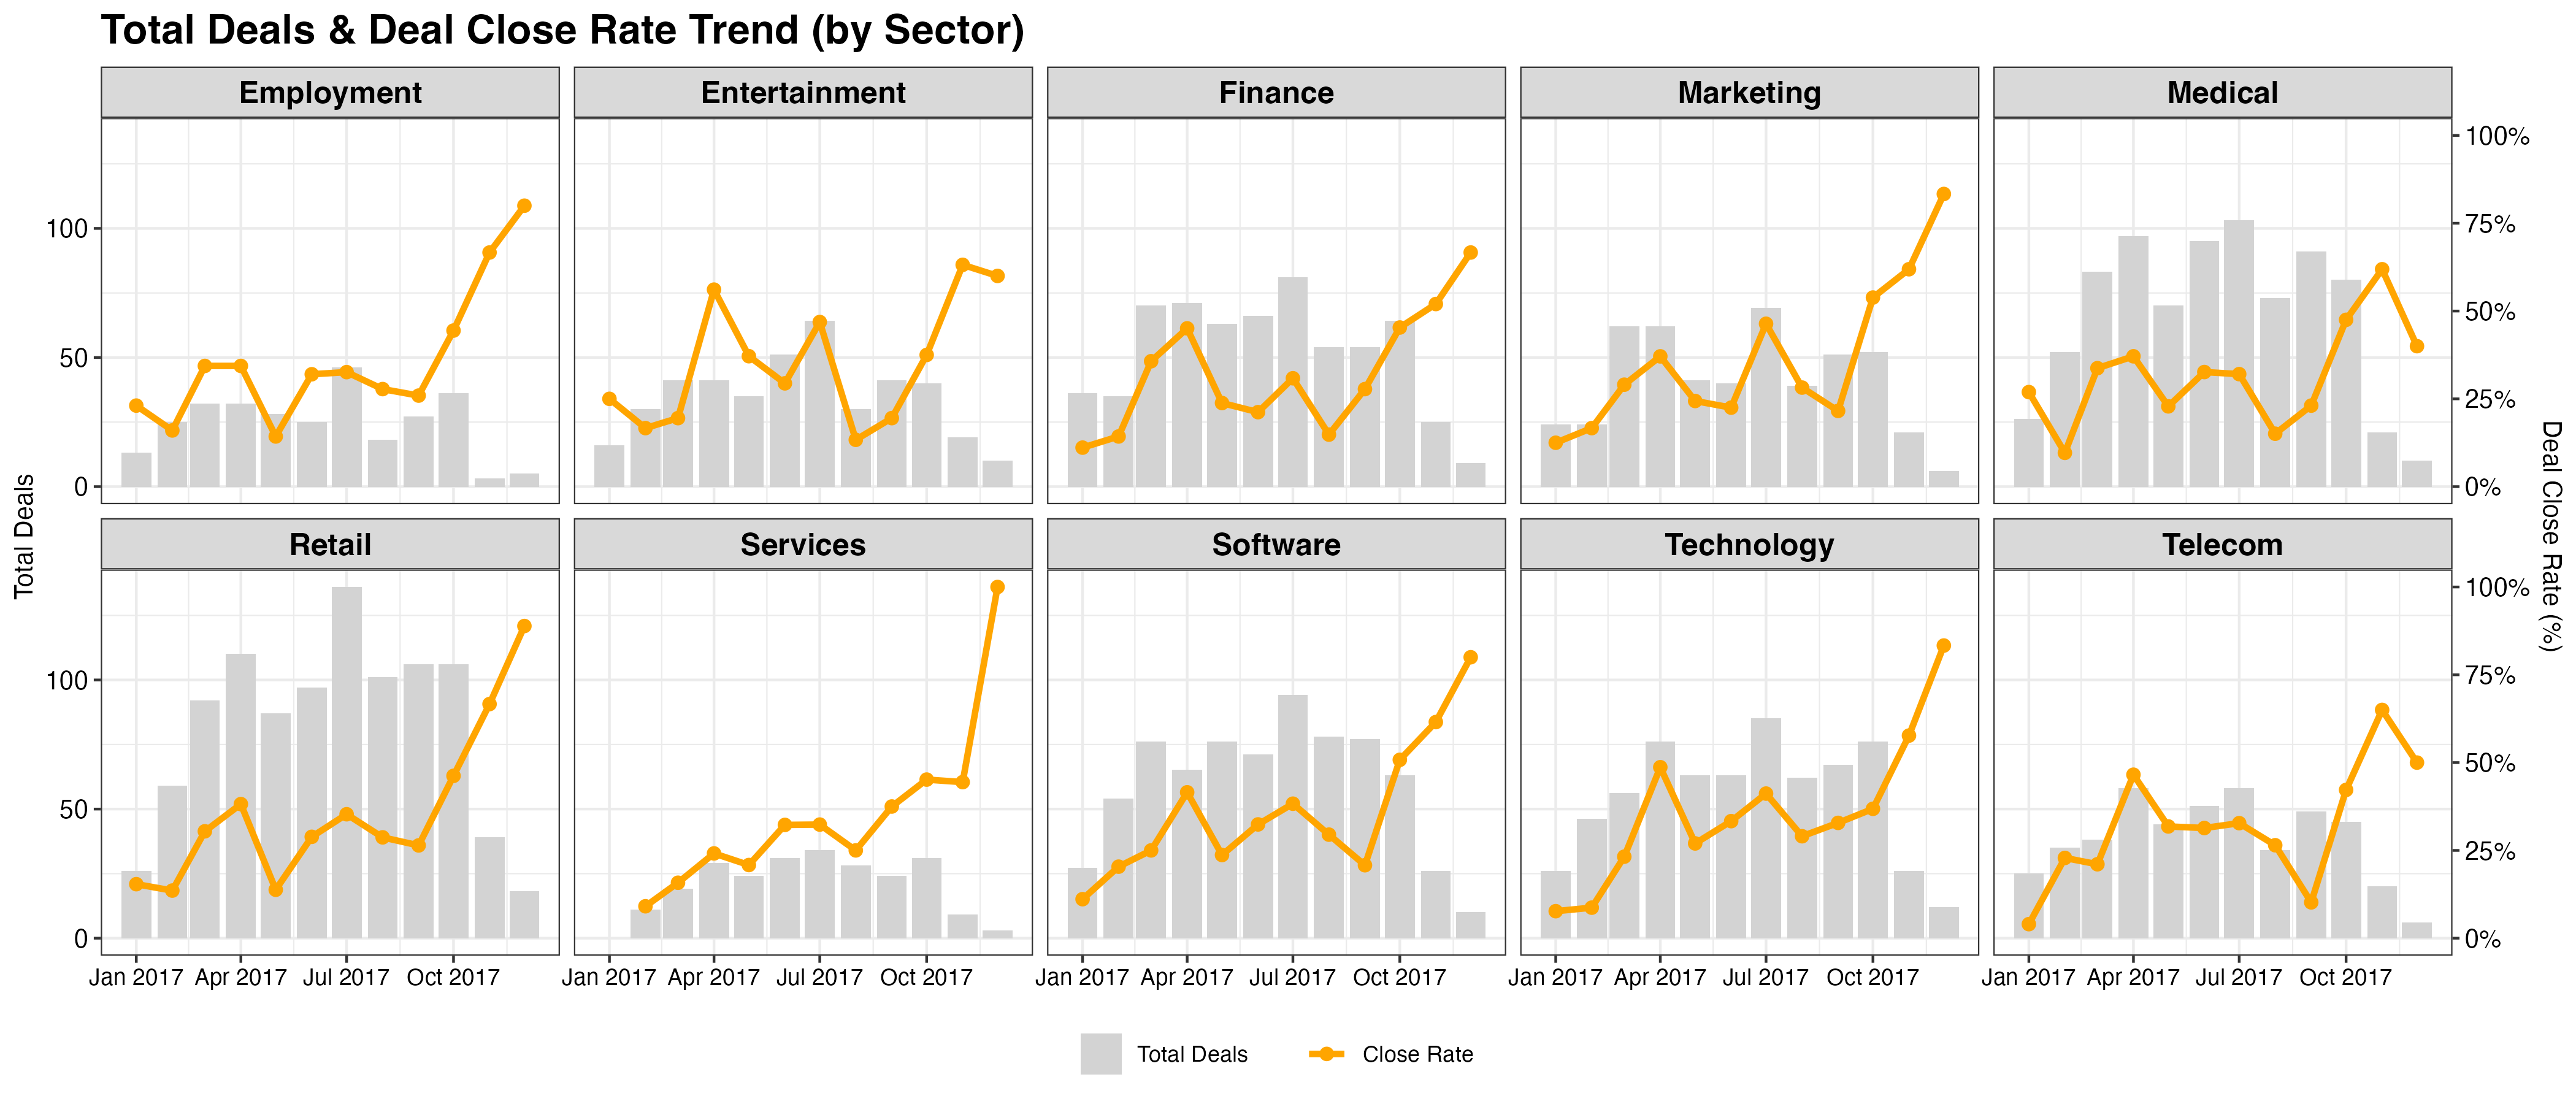 Total Deals & Deal Close Rate Trend (by Sector)
Employment
Entertainment
Finance
Marketing
Medical
100
50
0
100%
75%
50%
25%
0%
Total Deals
Deal Close Rate (%)
Retail
Services
Software
Technology
Telecom
100
50
0
100%
75%
50%
25%
0%
Jan 2017 Apr 2017 Jul 2017 Oct 2017
Jan 2017 Apr 2017 Jul 2017 Oct 2017
Jan 2017 Apr 2017 Jul 2017 Oct 2017
Jan 2017 Apr 2017 Jul 2017 Oct 2017
Jan 2017 Apr 2017 Jul 2017 Oct 2017
Total Deals
Close Rate